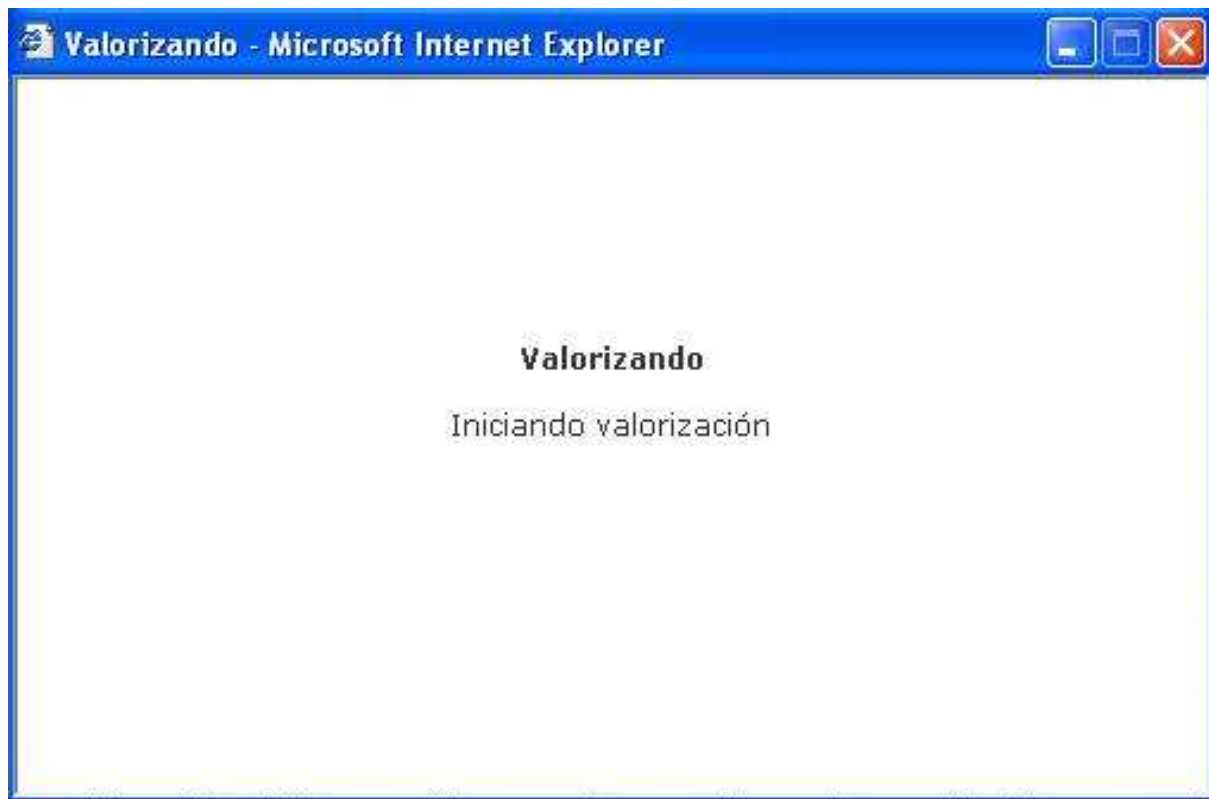 Valorizando - Microsoft Internet Explorer
Valorizando
Iniciando valorización